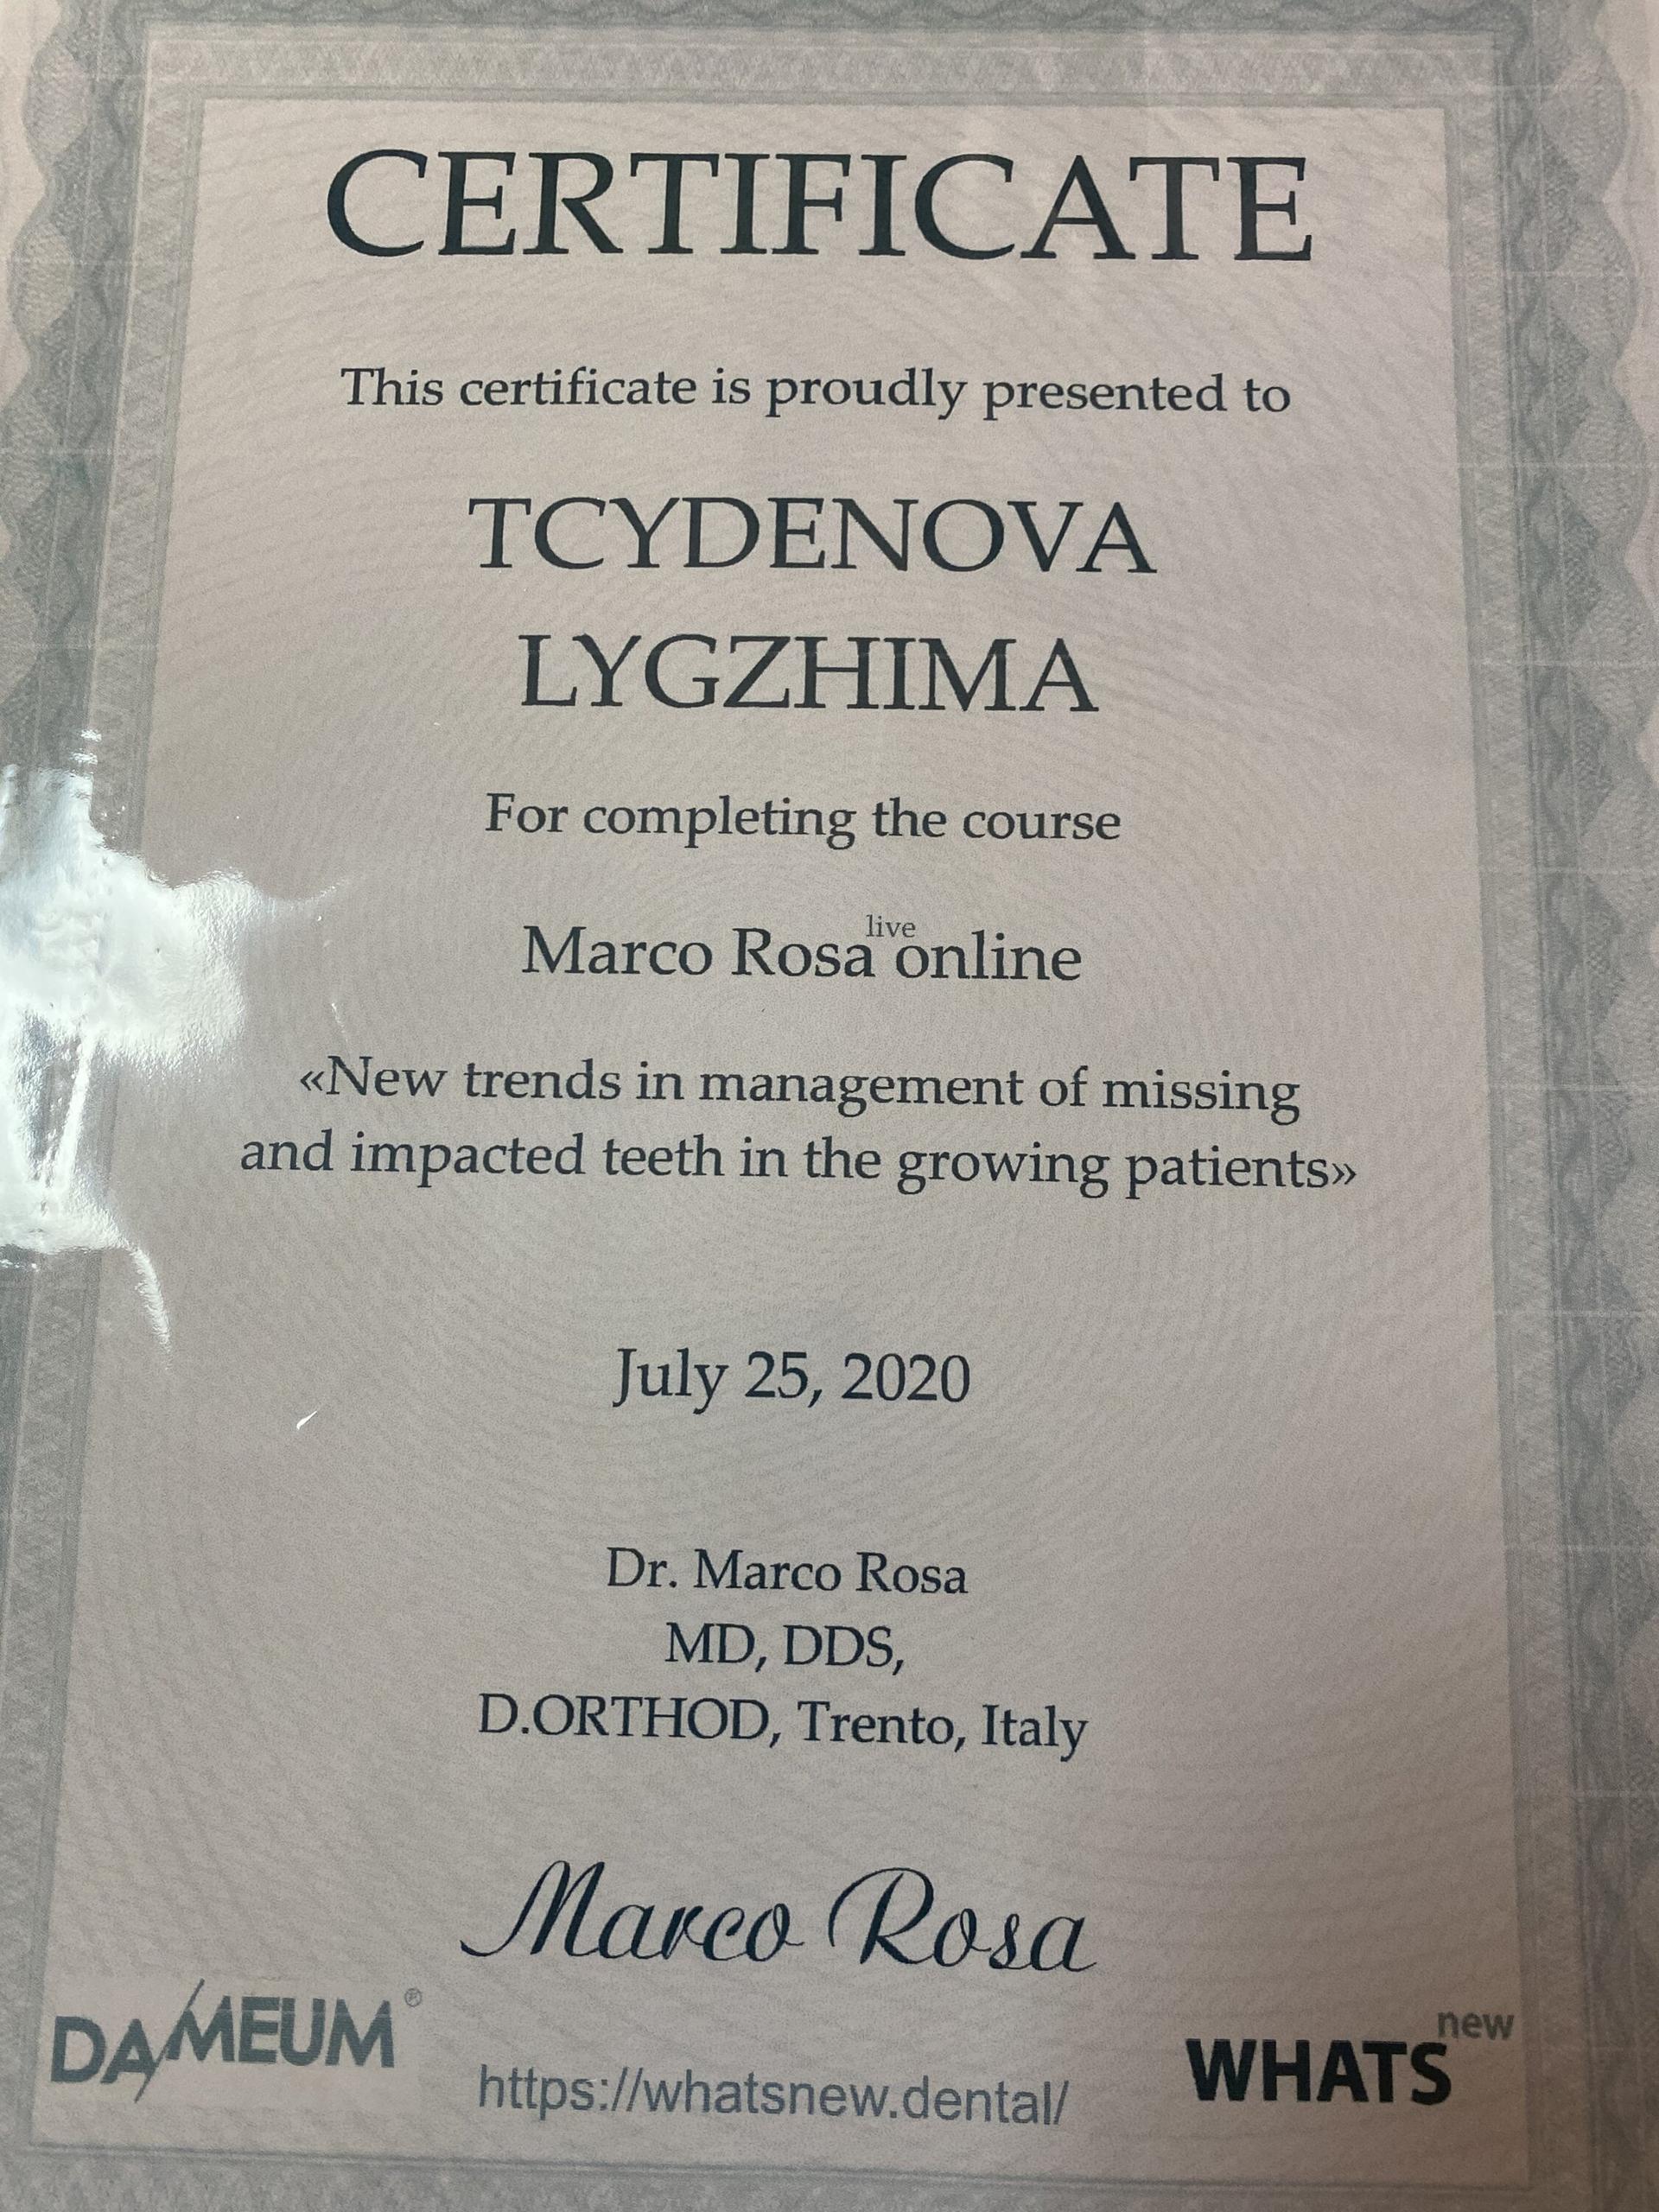 CERTIFICATE
This certificate is proudly presented to
TCYDENOVA
LYGZHIMA
For completing the course
Marco Rosa live online
«New trends in management of missing
and impacted teeth in the growing patients»
July 25, 2020
Dr. Marco Rosa
MD, DDS,
D.ORTHOD, Trento, Italy
Marco Rosa
DAMEUM®
https://whatsnew.dental/
WHATS new